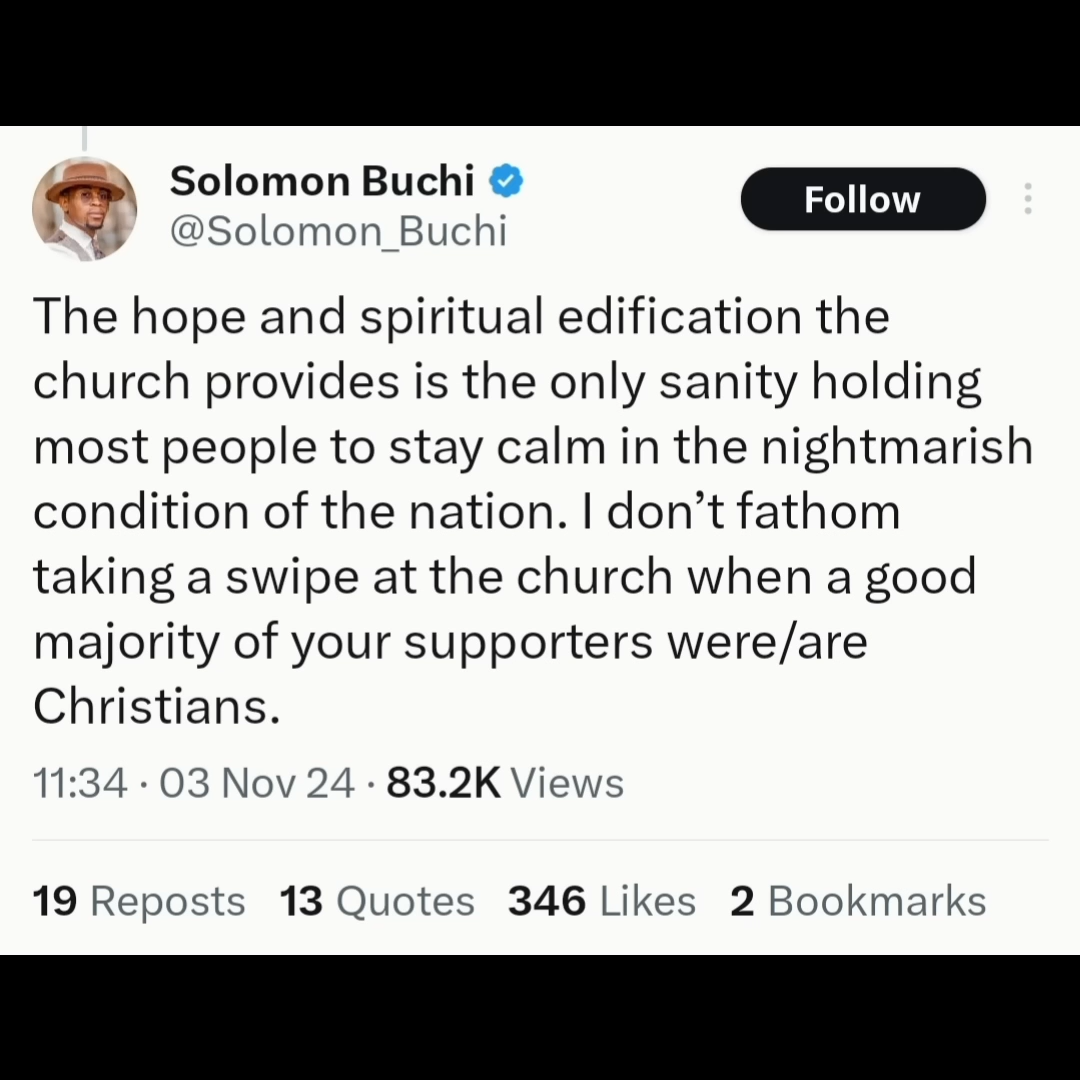 Solomon Buchi
@Solomon_Buchi
Follow
The hope and spiritual edification the
church provides is the only sanity holding
most people to stay calm in the nightmarish
condition of the nation. I don’t fathom
taking a swipe at the church when a good
majority of your supporters were/are
Christians.
11:34 · 03 Nov 24 · 83.2K Views
19 Reposts 13 Quotes 346 Likes 2 Bookmarks